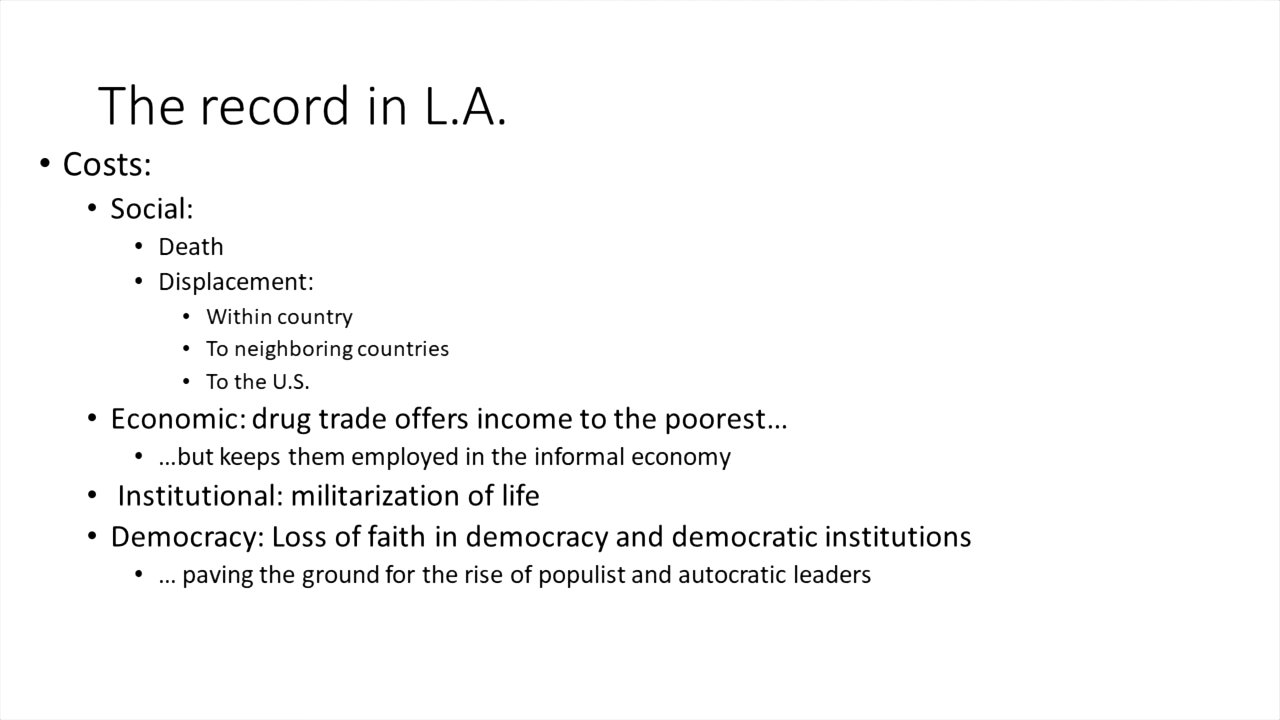 The record in L.A.
• Costs:
• Social:
• Death
• Displacement:
• Within country
• To neighboring countries
• To the U.S.
• Economic: drug trade offers income to the poorest…
• …but keeps them employed in the informal economy
• Institutional: militarization of life
• Democracy: Loss of faith in democracy and democratic institutions
• … paving the ground for the rise of populist and autocratic leaders